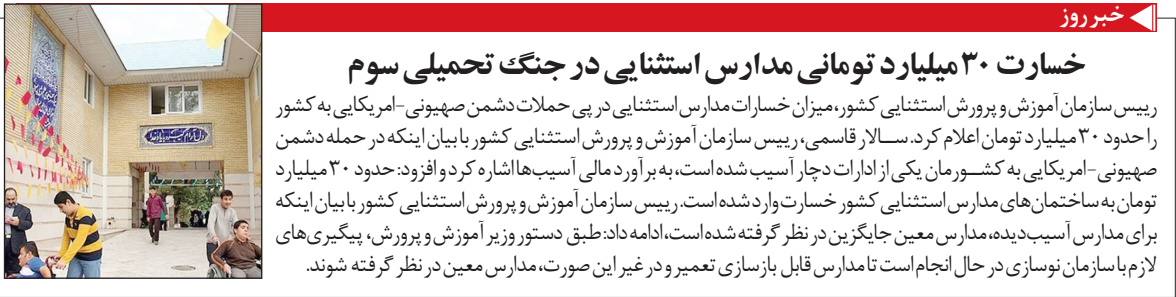 خبر روز
خسارت ۳۰ میلیارد تومانی مدارس استثنایی در جنگ تحمیلی سوم
رییس سازمان آموزش و پرورش استثنایی کشور، میزان خسارات مدارس استثنایی در پی حملات دشمن صهیونی-امریکایی به کشور
را حدود ۳۰ میلیارد تومان اعلام کرد. سالار قاسمی، رییس سازمان آموزش و پرورش استثنایی کشور با بیان اینکه در حمله دشمن
صهیونی-امریکایی به کشورمان یکی از ادارات دچار آسیب شده است، به برآورد مالی آسیب‌ها اشاره کرد و افزود: حدود ۳۰ میلیارد
تومان به ساختمان‌های مدارس استثنایی کشور خسارت وارد شده است. رییس سازمان آموزش و پرورش استثنایی کشور با بیان اینکه
برای مدارس آسیب‌دیده، مدارس معین جایگزین در نظر گرفته شده است، ادامه داد: طبق دستور وزیر آموزش و پرورش، پیگیری‌های
لازم با سازمان نوسازی در حال انجام است تا مدارس قابل بازسازی تعمیر و در غیر این صورت، مدارس معین در نظر گرفته شوند.